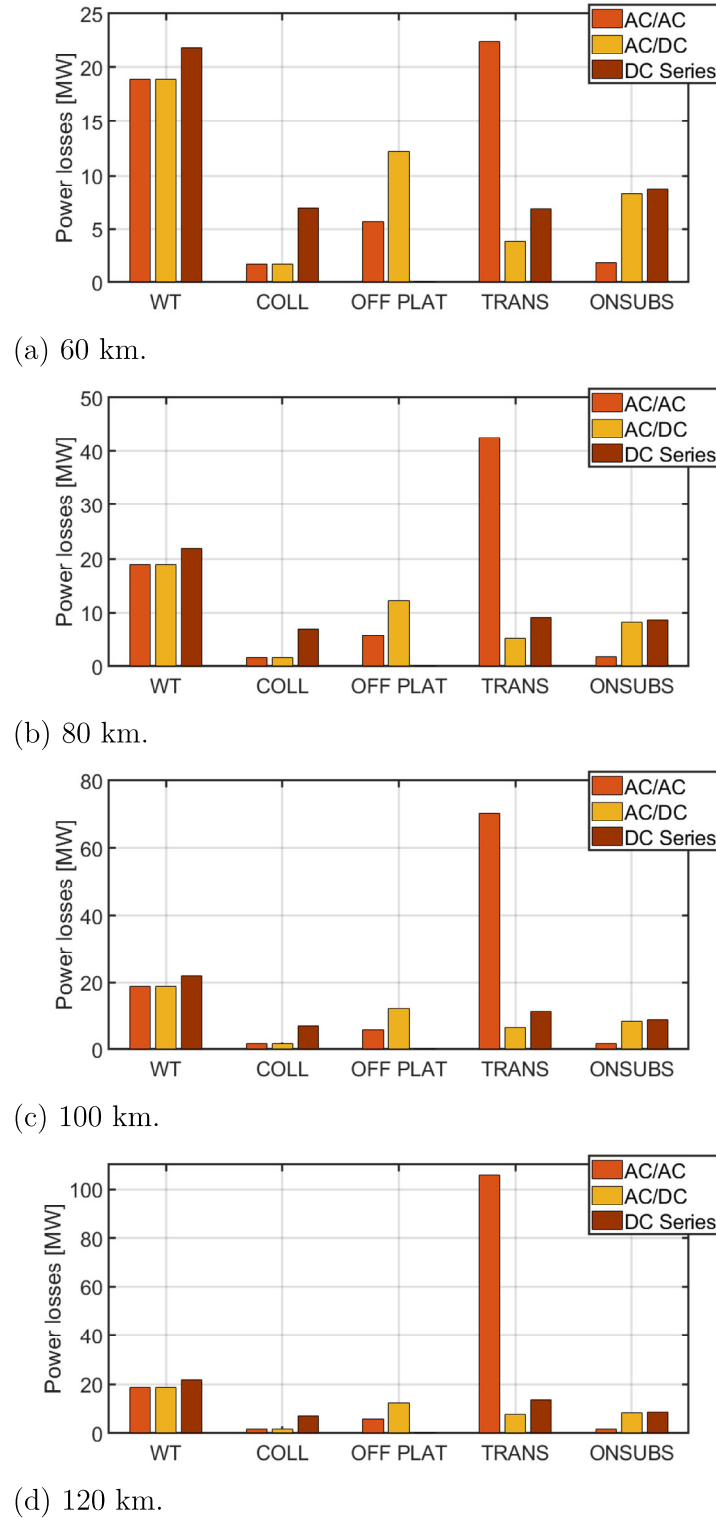 25
20
15
10
5
0
Power losses [MW]
AC/AC
AC/DC
DC Series
WT COLL OFF PLAT TRANS ONSUBS
(a) 60 km.
50
40
30
20
10
0
Power losses [MW]
AC/AC
AC/DC
DC Series
WT COLL OFF PLAT TRANS ONSUBS
(b) 80 km.
80
60
40
20
0
Power losses [MW]
AC/AC
AC/DC
DC Series
WT COLL OFF PLAT TRANS ONSUBS
(c) 100 km.
100
80
60
40
20
0
Power losses [MW]
AC/AC
AC/DC
DC Series
WT COLL OFF PLAT TRANS ONSUBS
(d) 120 km.